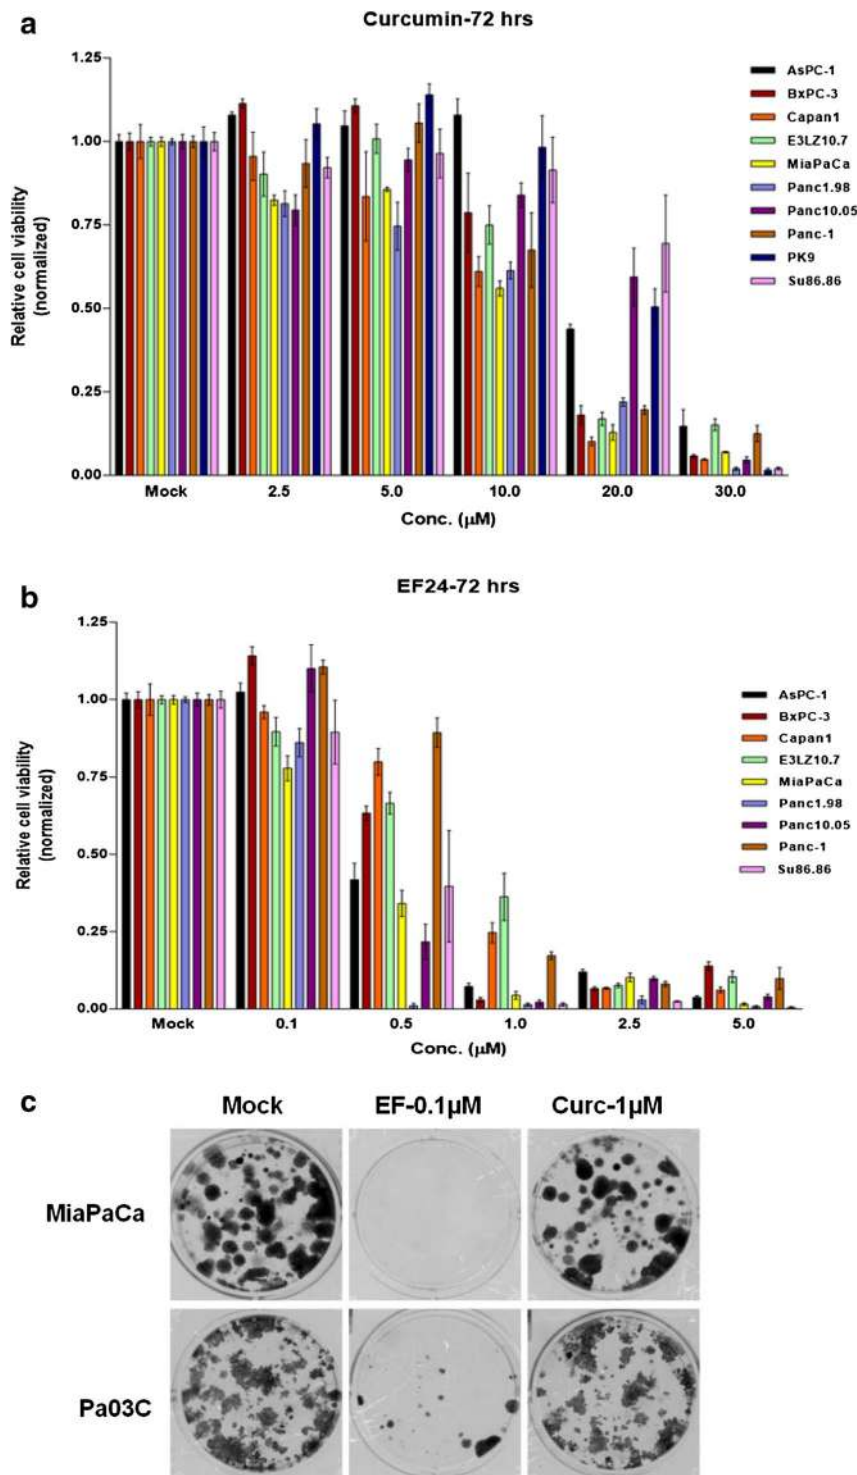 a
Curcumin-72 hrs
1.25
1.00
0.75
0.50
0.25
0.00
Relative cell viability
(normalized)
Mock 2.5 5.0 10.0 20.0 30.0
Conc. (µM)
AsPC-1
BxPC-3
Capan1
E3LZ10.7
MiaPaCa
Panc1.98
Panc10.05
Panc-1
PK9
Su86.86
b
EF24-72 hrs
1.25
1.00
0.75
0.50
0.25
0.00
Relative cell viability
(normalized)
Mock 0.1 0.5 1.0 2.5 5.0
Conc. (µM)
AsPC-1
BxPC-3
Capan1
E3LZ10.7
MiaPaCa
Panc1.98
Panc10.05
Panc-1
Su86.86
c
Mock EF-0.1µM Curc-1µM
MiaPaCa
Pa03C